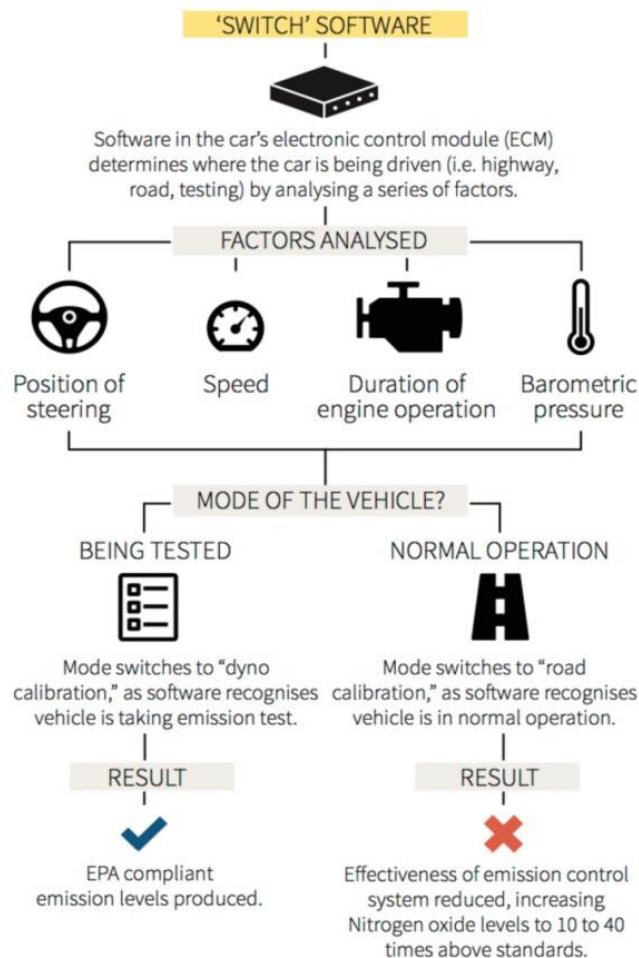 ‘SWITCH’ SOFTWARE
Software in the car’s electronic control module (ECM)
determines where the car is being driven (i.e. highway,
road, testing) by analysing a series of factors.
FACTORS ANALYSED
Position of
steering
Speed
Duration of
engine operation
Barometric
pressure
MODE OF THE VEHICLE?
BEING TESTED
Mode switches to “dyno
calibration,” as software recognises
vehicle is taking emission test.
RESULT
EPA compliant
emission levels produced.
NORMAL OPERATION
Mode switches to “road
calibration,” as software recognises
vehicle is in normal operation.
RESULT
Effectiveness of emission control
system reduced, increasing
Nitrogen oxide levels to 10 to 40
times above standards.